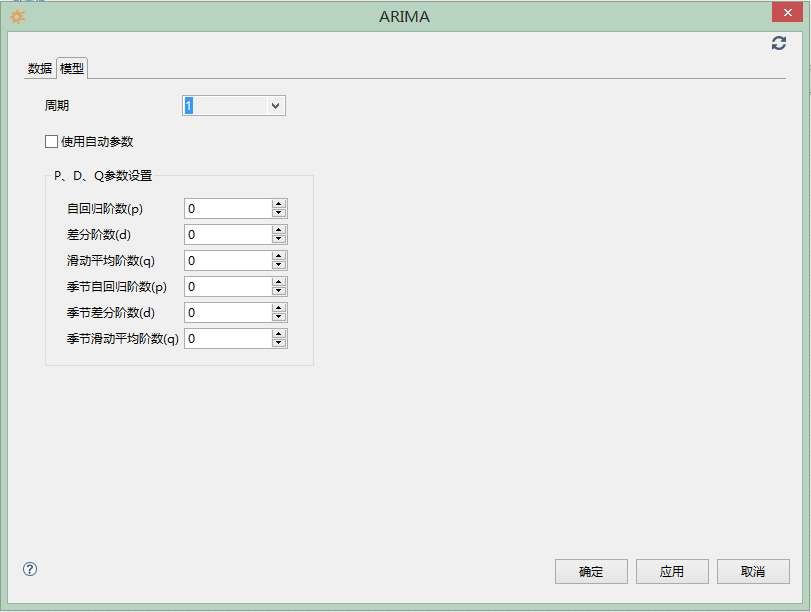 ARIMA
数据 模型
周期 1
使用自动参数
P、D、Q参数设置
自回归阶数(p) 0
差分阶数(d) 0
滑动平均阶数(q) 0
季节自回归阶数(p) 0
季节差分阶数(d) 0
季节滑动平均阶数(q) 0
确定 应用 取消